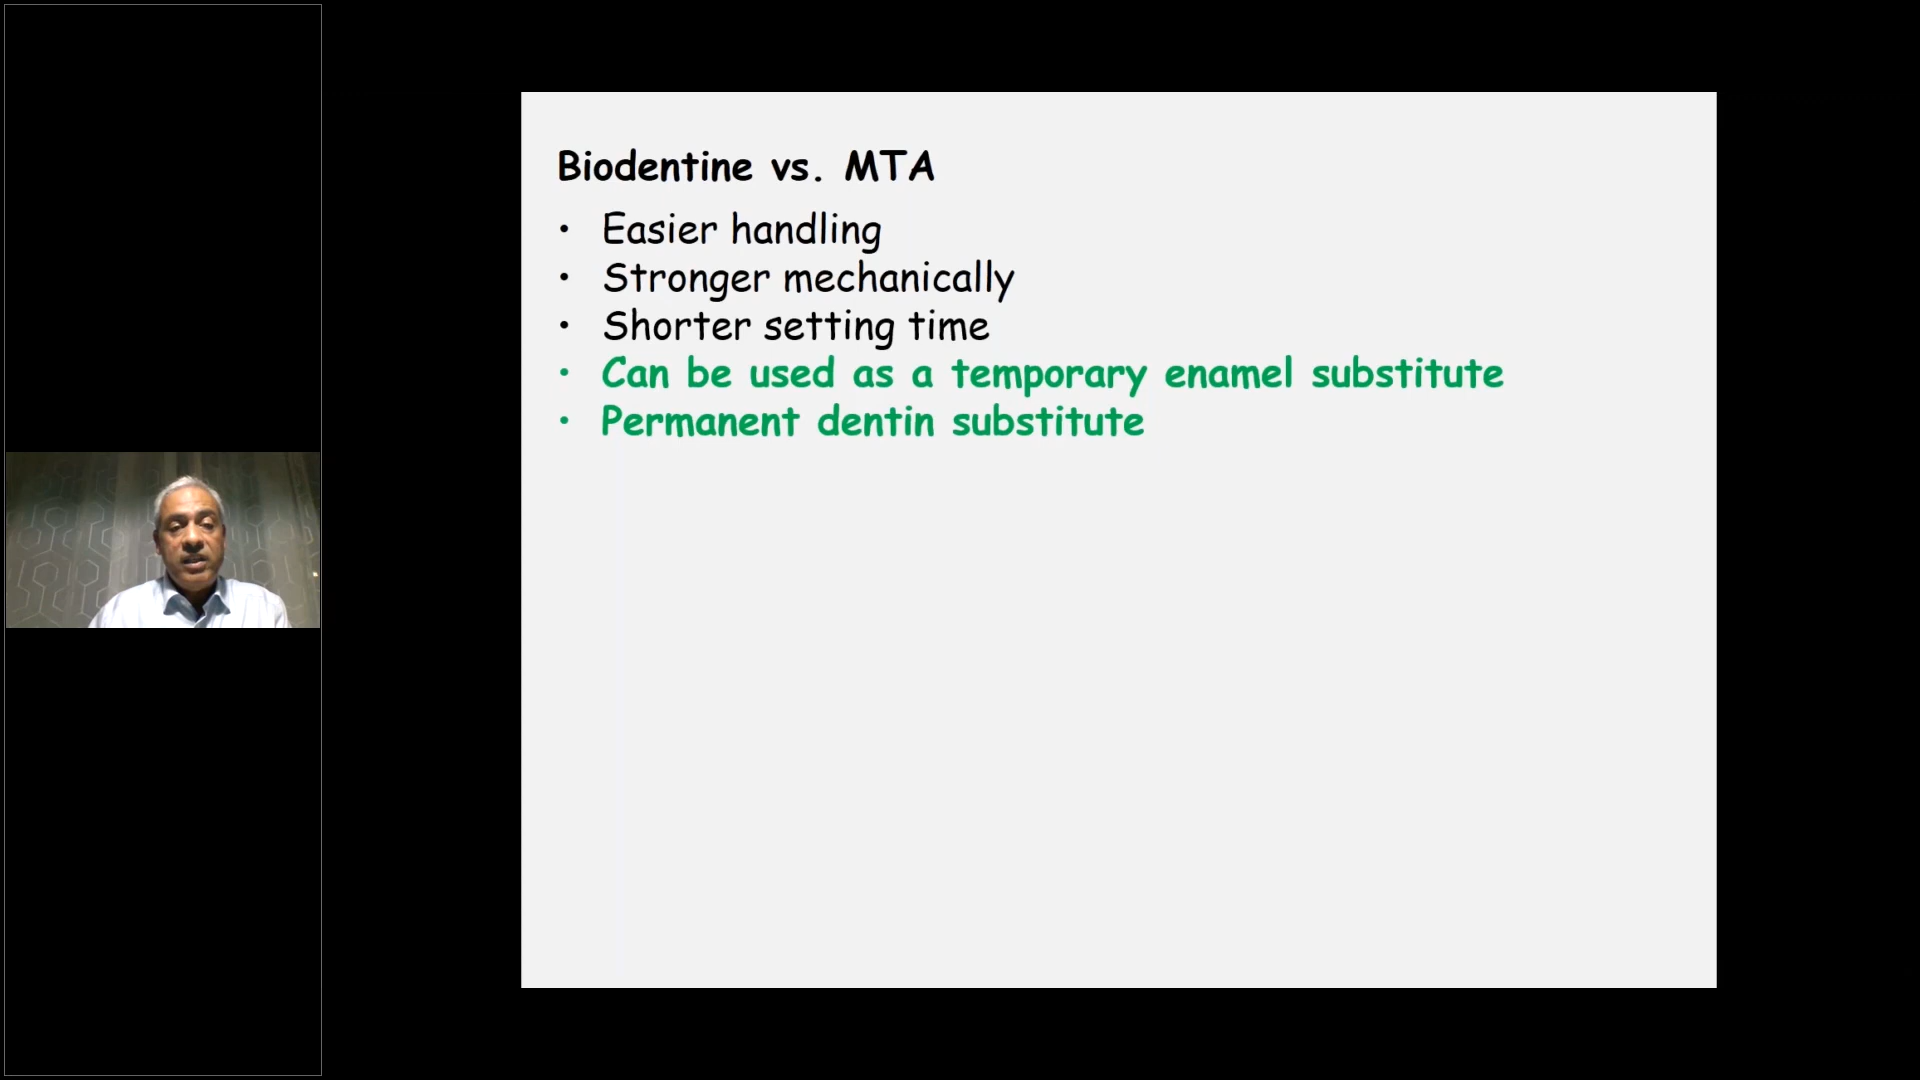 Biodentine vs. MTA
• Easier handling
• Stronger mechanically
• Shorter setting time
• Can be used as a temporary enamel substitute
• Permanent dentin substitute